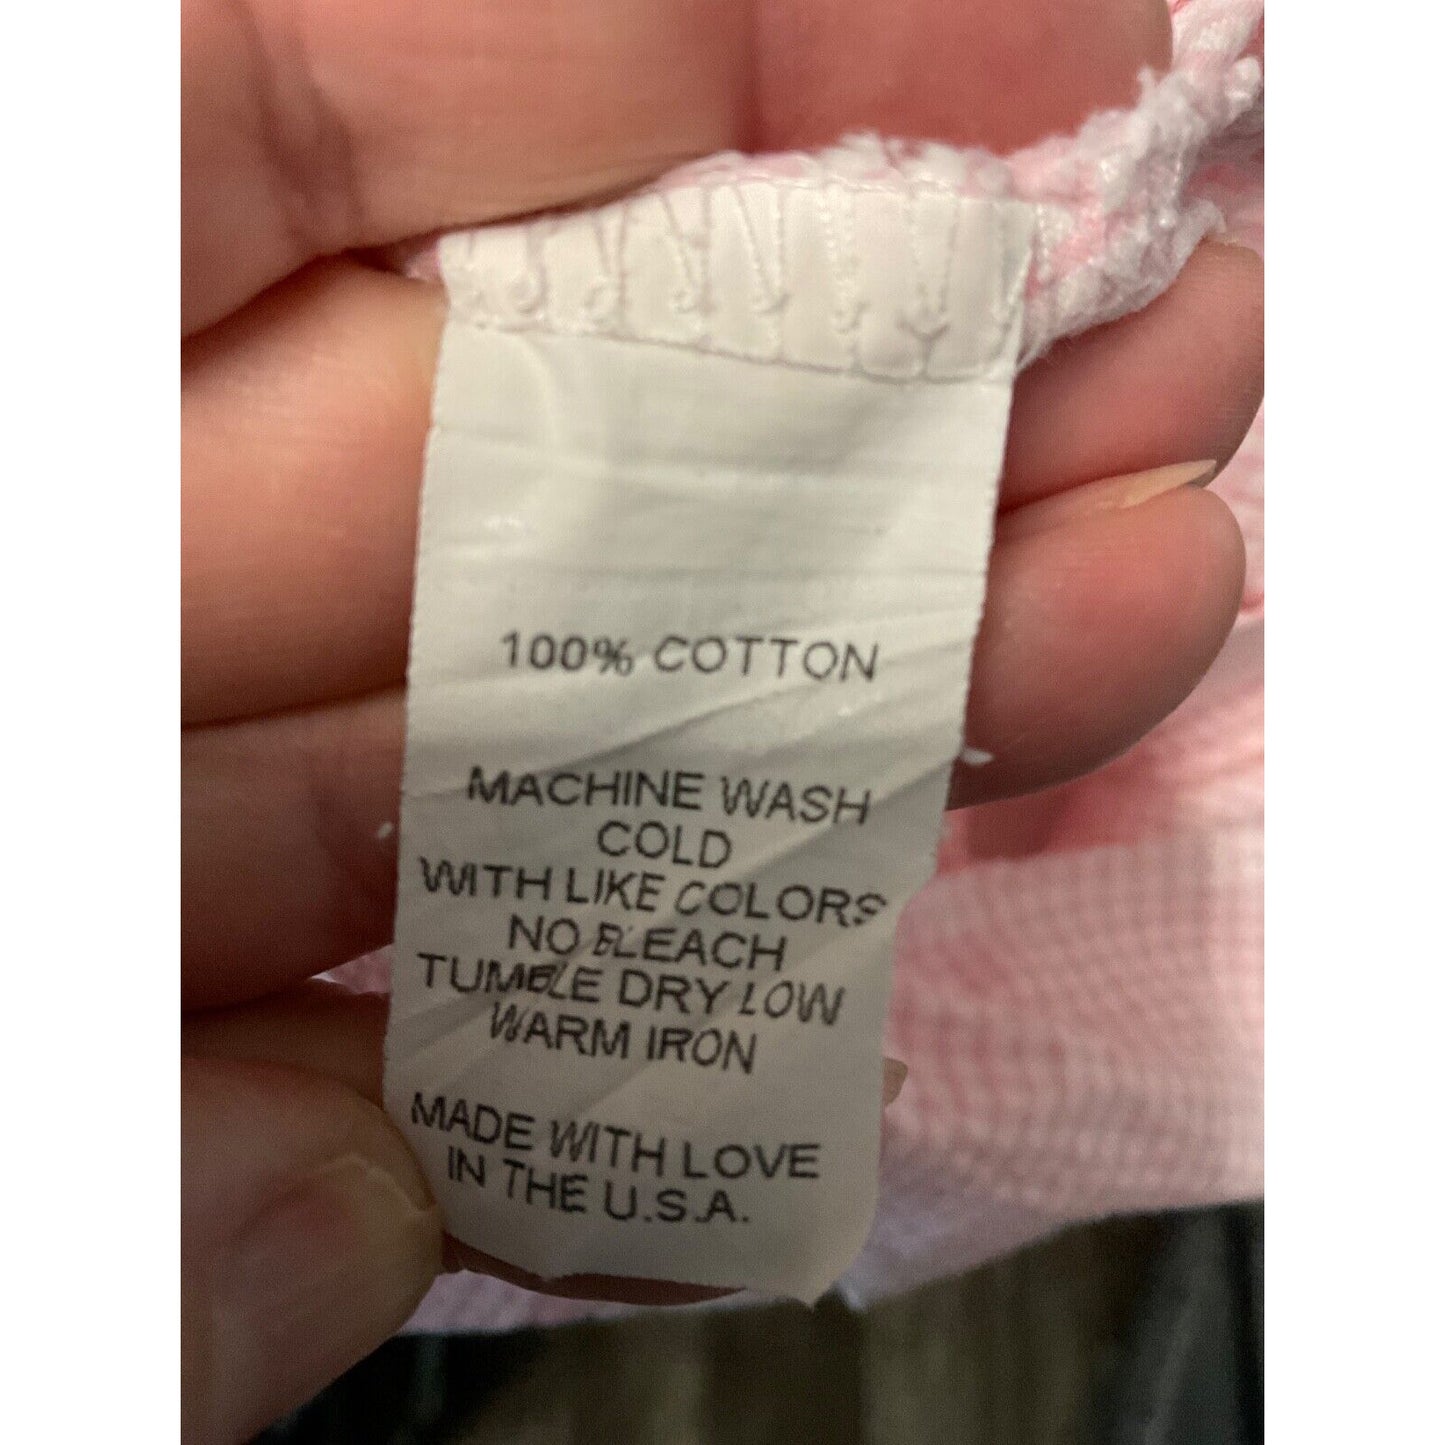 100% COTTON
MACHINE WASH
COLD
WITH LIKE COLORS
NO BLEACH
TUMBLE DRY LOW
WARM IRON
MADE WITH LOVE
IN THE U.S.A.